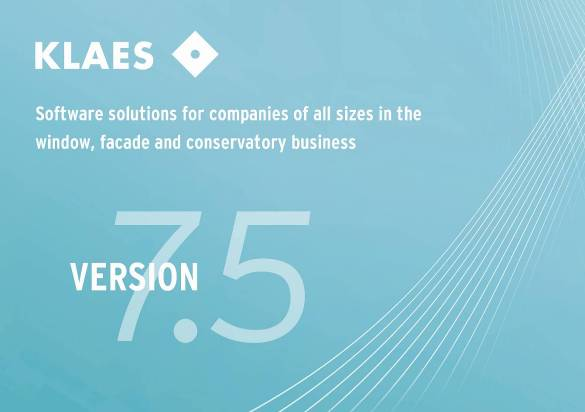 KLAES
Software solutions for companies of all sizes in the
window, facade and conservatory business
VERSION
7.5